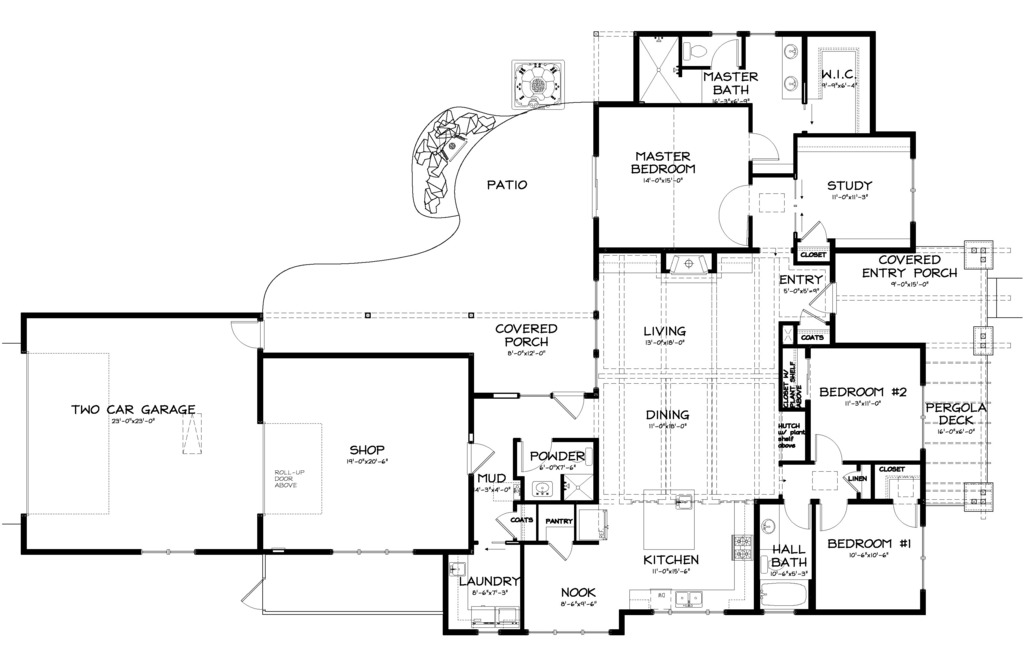 MASTER
BATH
16'-3"x6'-9"
W.I.C.
9'-9"x6'-4"
MASTER
BEDROOM
14'-0"x15'-0"
PATIO
STUDY
11'-0"x11'-3"
CLOSET
COVERED
ENTRY PORCH
9'-0"x15'-0"
ENTRY
5'-0"x5'-9"
COATS
COVERED
PORCH
8'-0"x12'-0"
LIVING
13'-0"x18'-0"
CLOSET W/
PLANT SHELF
ABOVE
BEDROOM #2
11'-3"x11'-0"
PERGOLA
DECK
16'-0"x6'-0"
TWO CAR GARAGE
23'-0"x23'-0"
DINING
11'-0"x18'-0"
HUTCH
w/ plant
shelf
above
SHOP
19'-0"x20'-6"
ROLL-UP
DOOR
ABOVE
POWDER
6'-0"x7'-6"
MUD
14'-3"x4'-0"
CLOSET
LINEN
COATS
PANTRY
KITCHEN
11'-0"x15'-6"
HALL
BATH
10'-6"x5'-3"
BEDROOM #1
10'-6"x10'-6"
LAUNDRY
8'-6"x7'-3"
NOOK
8'-6"x9'-6"